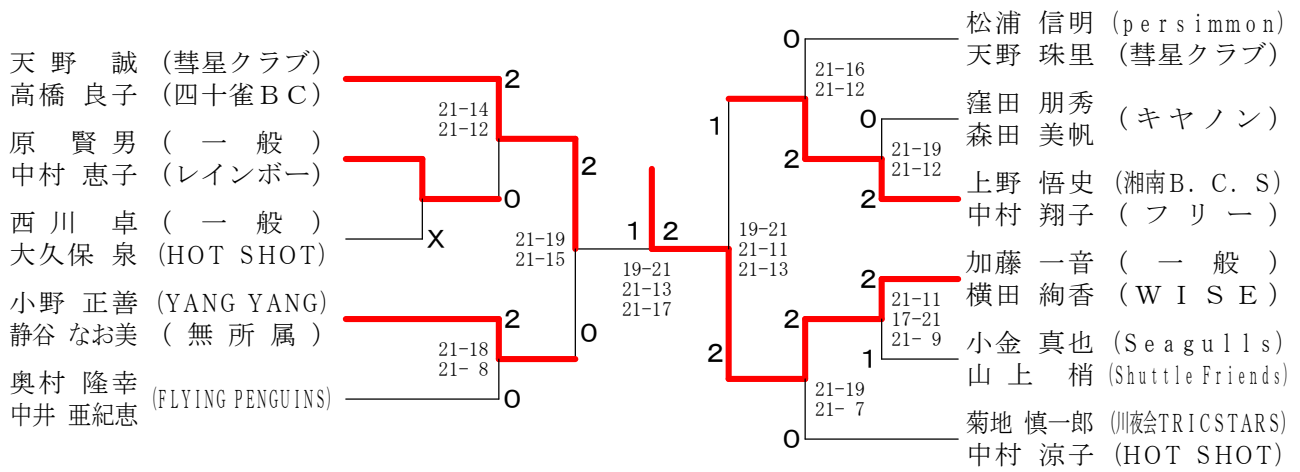 天野 誠 (彗星クラブ)
高橋 良子 (四十雀BC)
原 賢男 (一般)
中村 恵子 (レインボー)
西川 卓 (一般)
大久保 泉 (HOT SHOT)
小野 正善 (YANG YANG)
静谷 なお美 (無所属)
奥村 隆幸
中井 亜紀恵
(FLYING PENGUINS)
2
21-14
21-12
0
X
2
21-19
21-15
2
21-18
21- 8
0
0
1
2
19-21
21-13
21-17
1
19-21
21-11
21-13
2
0
21-16
21-12
2
0
21-19
21-12
2
2
21-11
17-21
21- 9
1
2
21-19
21- 7
0
松浦 信明 (persimmon)
天野 珠里 (彗星クラブ)
窪田 朋秀
森田 美帆
(キヤノン)
上野 悟史 (湘南B.C.S)
中村 翔子 (フリー)
加藤 一音 (一般)
横田 絢香 (WISE)
小金 真也 (Seagulls)
山上 梢 (Shuttle Friends)
菊地 慎一郎 (川夜会TRICSTARS)
中村 涼子 (HOT SHOT)